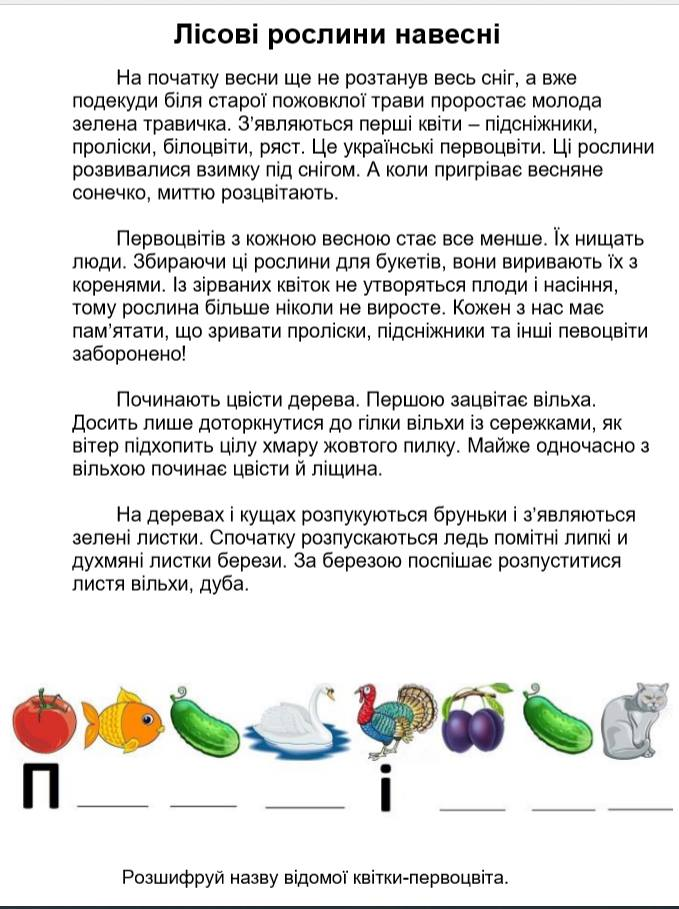 Лісові рослини навесні
На початку весни ще не розтанув весь сніг, а вже
подекуди біля старої пожовклої трави проростає молода
зелена травичка. З’являються перші квіти – підсніжники,
проліски, білоцвіти, ряст. Це українські первоцвіти. Ці рослини
розвивалися взимку під снігом. А коли пригріває весняне
сонечко, миттю розцвітають.
Первоцвітів з кожною весною стає все менше. Їх нищать
люди. Збираючи ці рослини для букетів, вони виривають їх з
коренями. Із зірваних квіток не утворяться плоди і насіння,
тому рослина більше ніколи не виросте. Кожен з нас має
пам’ятати, що зривати проліски, підсніжники та інші певоцвіти
заборонено!
Починають цвісти дерева. Першою зацвітає вільха.
Досить лише доторкнутися до гілки вільхи із сережками, як
вітер підхопить цілу хмару жовтого пилку. Майже одночасно з
вільхою починає цвісти й ліщина.
На деревах і кущах розпукуються бруньки і з’являються
зелені листки. Спочатку розпускаються ледь помітні липкі и
духмяні листки берези. За березою поспішає розпуститися
листя вільхи, дуба.
П ___ ___ ___ і ___ ___ ___
Розшифруй назву відомої квітки-первоцвіта.